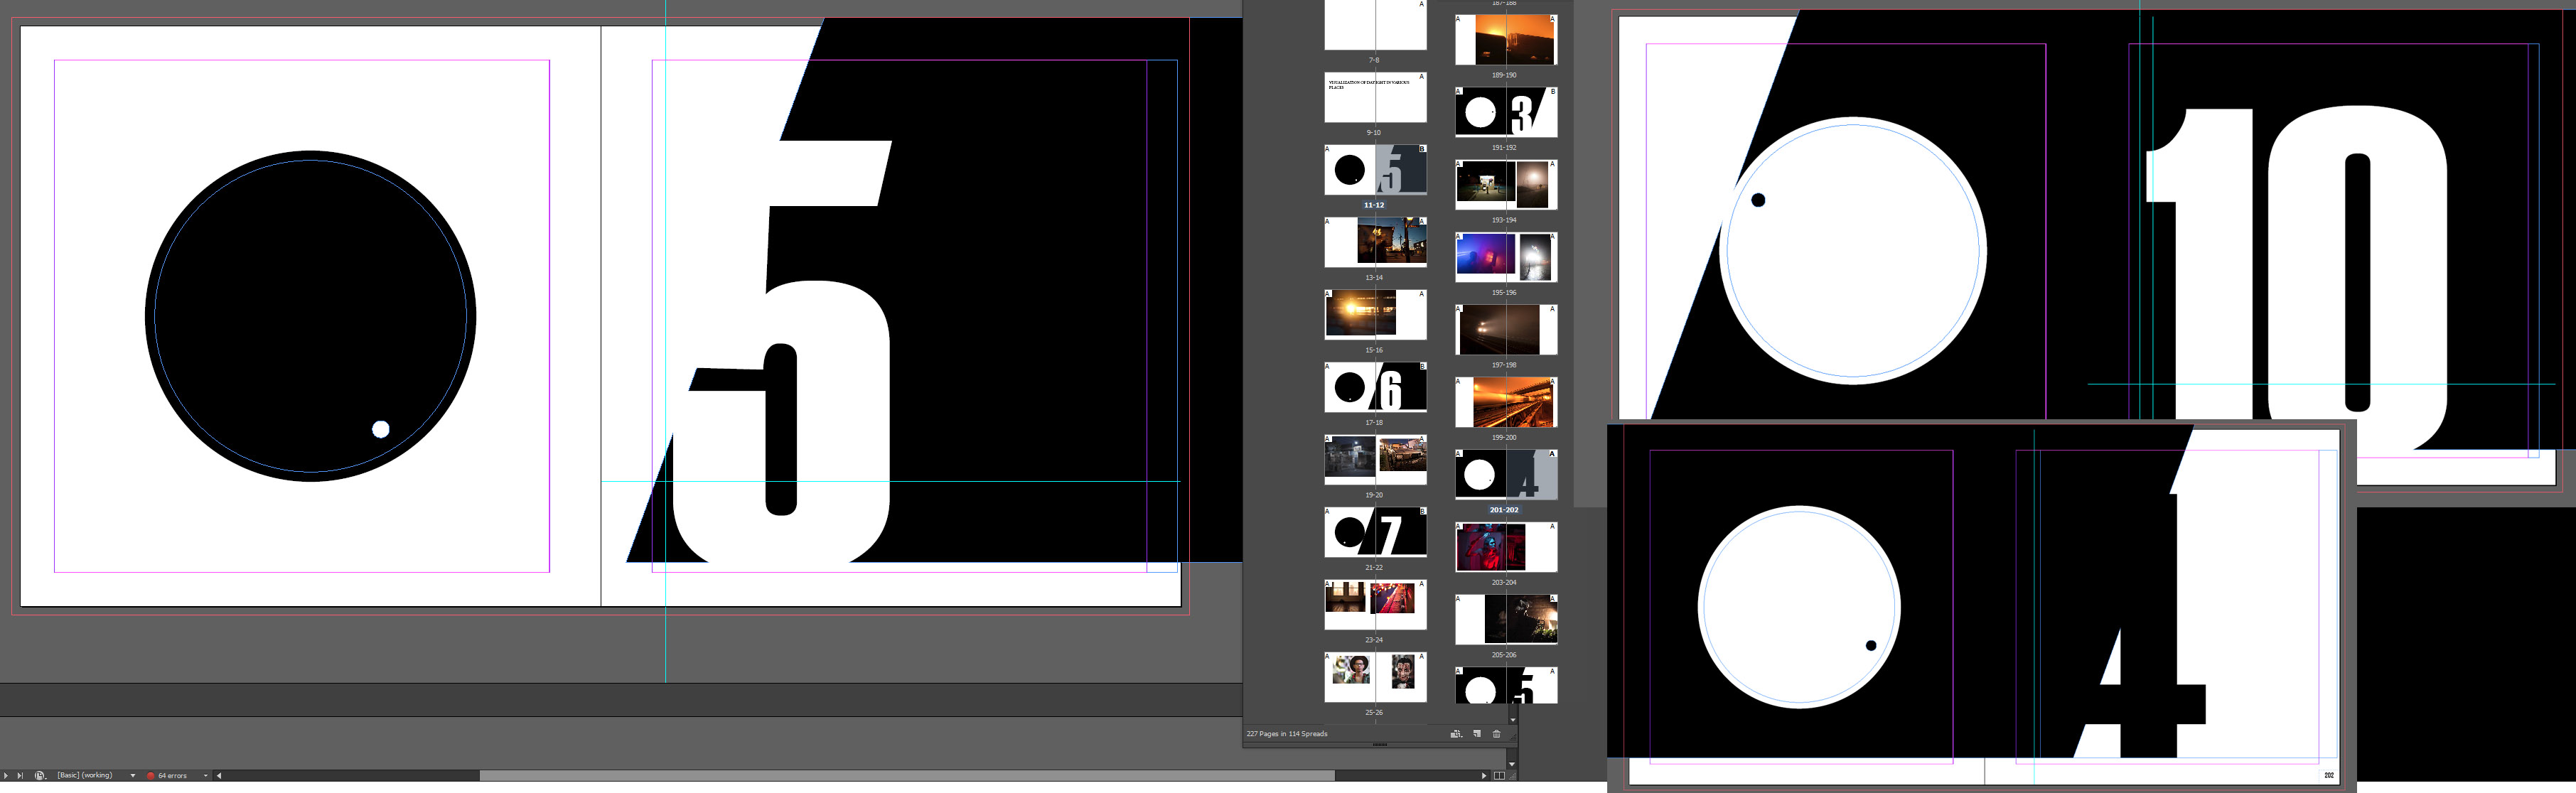 5
[Basic] (working)
64 errors
A
7-8
A
VISUALIZATION OF DAYLIGHT IN VARIOUS
PLACES
9-10
A
B
5
11-12
A
A
13-14
A
A
15-16
A
B
6
17-18
A
A
19-20
A
B
7
21-22
A
A
23-24
A
A
25-26
227 Pages in 114 Spreads
187-188
A
A
189-190
A
B
3
191-192
A
A
193-194
A
A
195-196
A
A
197-198
A
A
199-200
A
A
4
201-202
A
A
203-204
A
A
205-206
A
A
5
10
4
202